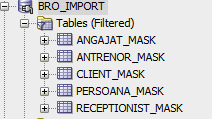 BRO_IMPORT
Tables (Filtered)
ANGAJAT_MASK
ANTRENOR_MASK
CLIENT_MASK
PERSOANA_MASK
RECEPTIONIST_MASK